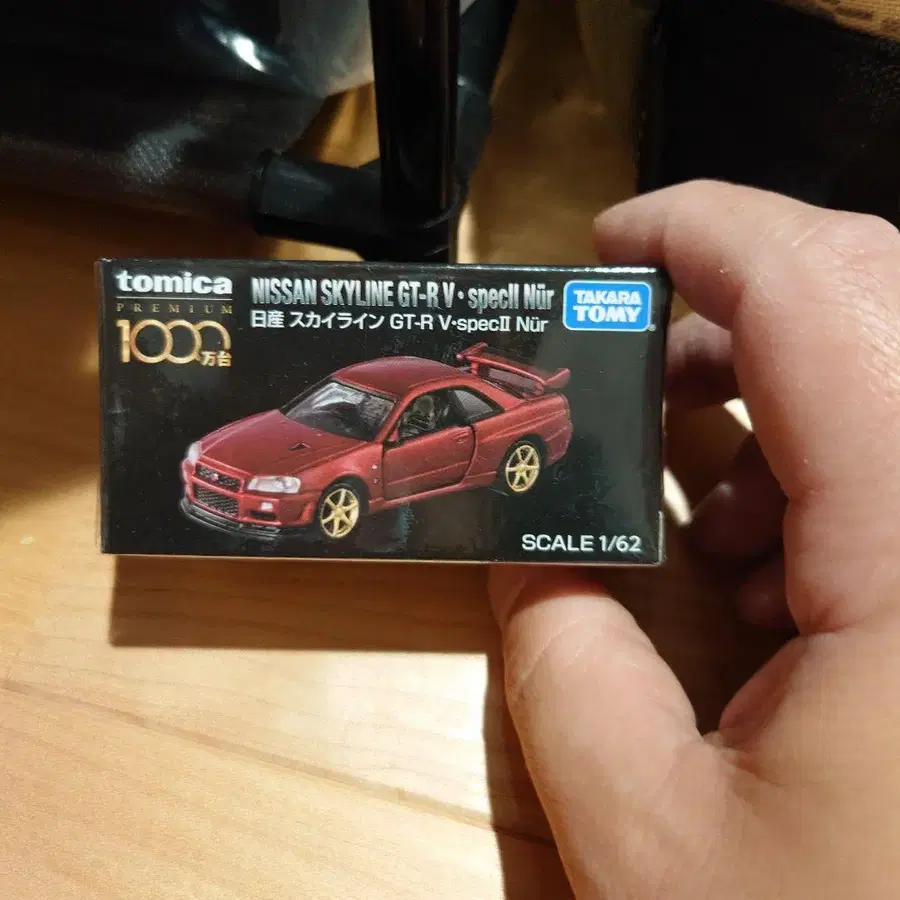 tomica
PREMIUM
1000万台
NISSAN SKYLINE GT-R V・specII Nür
日産 スカイライン GT-R V・specII Nür
TAKARA
TOMY
SCALE 1/62